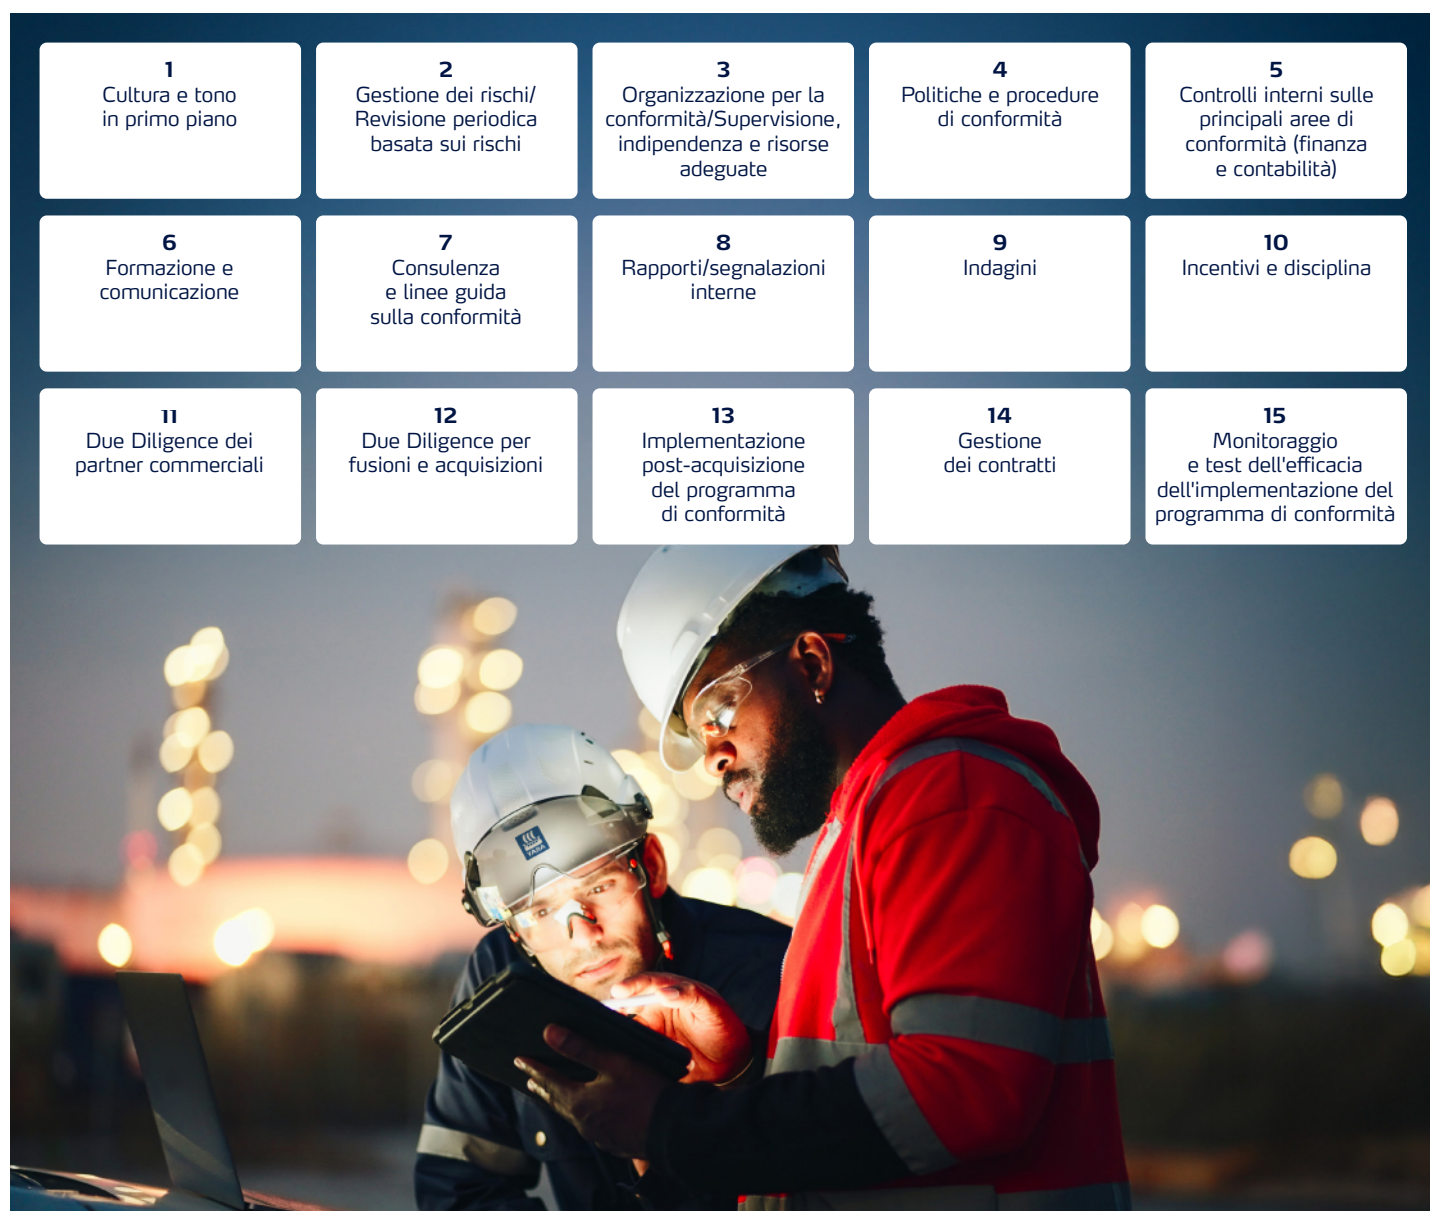 1
Cultura e tono
in primo piano
2
Gestione dei rischi/
Revisione periodica
basata sui rischi
3
Organizzazione per la
conformità/Supervisione,
indipendenza e risorse
adeguate
4
Politiche e procedure
di conformità
5
Controlli interni sulle
principali aree di
conformità (finanza
e contabilità)
6
Formazione e
comunicazione
7
Consulenza
e linee guida
sulla conformità
8
Rapporti/segnalazioni
interne
9
Indagini
10
Incentivi e disciplina
11
Due Diligence dei
partner commerciali
12
Due Diligence per
fusioni e acquisizioni
13
Implementazione
post-acquisizione
del programma
di conformità
14
Gestione
dei contratti
15
Monitoraggio
e test dell'efficacia
dell'implementazione del
programma di conformità
YARA